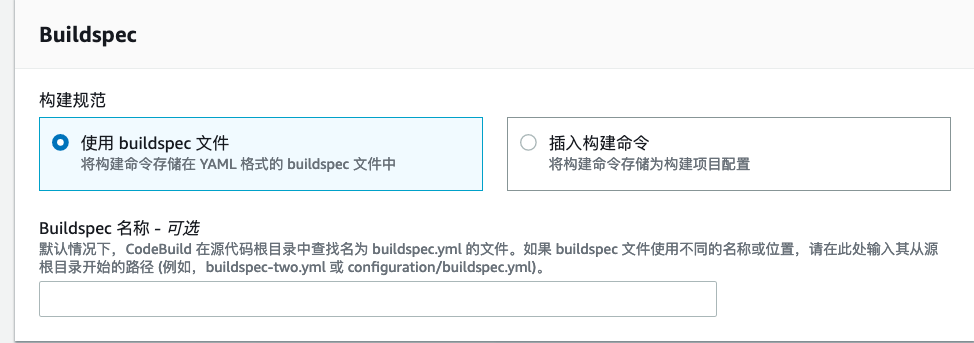 Buildspec
构建规范
使用 buildspec 文件
将构建命令存储在 YAML 格式的 buildspec 文件中
插入构建命令
将构建命令存储为构建项目配置
Buildspec 名称 - 可选
默认情况下，CodeBuild 在源代码根目录中查找名为 buildspec.yml 的文件。如果 buildspec 文件使用不同的名称或位置，请在此处输入其从源
根目录开始的路径 (例如，buildspec-two.yml 或 configuration/buildspec.yml)。